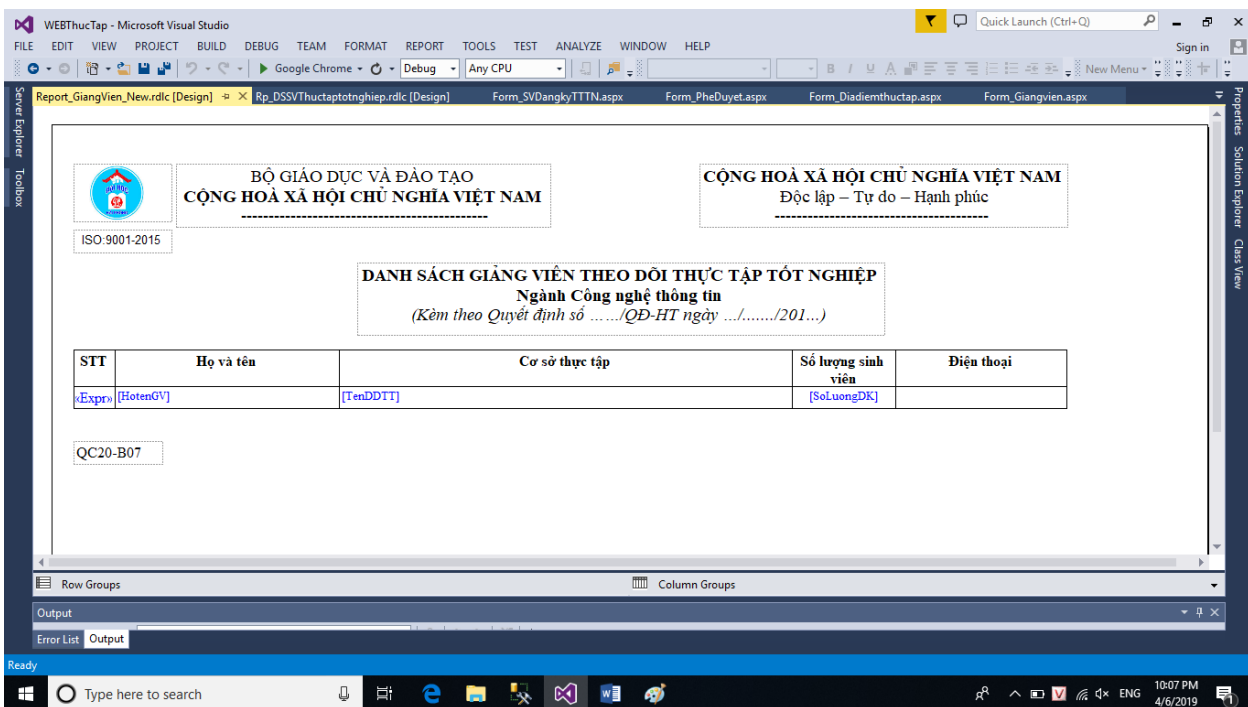 WEBThucTap - Microsoft Visual Studio
Quick Launch (Ctrl+Q)
FILE EDIT VIEW PROJECT BUILD DEBUG TEAM FORMAT REPORT TOOLS TEST ANALYZE WINDOW HELP
Sign in
Google Chrome Debug Any CPU B I U A New Menu
Report_GiangVien_New.rdlc [Design] Rp_DSSVThuctaptotnghiep.rdlc [Design] Form_SVDangkyTTTN.aspx Form_PheDuyet.aspx Form_Diadiemthuctap.aspx Form_Giangvien.aspx
Server Explorer
Toolbox
BỘ GIÁO DỤC VÀ ĐÀO TẠO
CỘNG HOÀ XÃ HỘI CHỦ NGHĨA VIỆT NAM
---------------------------------------------
ISO:9001-2015
CỘNG HOÀ XÃ HỘI CHỦ NGHĨA VIỆT NAM
Độc lập – Tự do – Hạnh phúc
---------------------------------------
DANH SÁCH GIẢNG VIÊN THEO DÕI THỰC TẬP TỐT NGHIỆP
Ngành Công nghệ thông tin
(Kèm theo Quyết định số ……/QĐ-HT ngày …/……./201…)
STT Họ và tên Cơ sở thực tập Số lượng sinh viên Điện thoại
«Expr» [HotenGV] [TenDDTT] [SoLuongDK]
QC20-B07
Properties
Solution Explorer
Class View
Row Groups Column Groups
Output
Error List Output
Ready
Type here to search
ENG
10:07 PM
4/6/2019